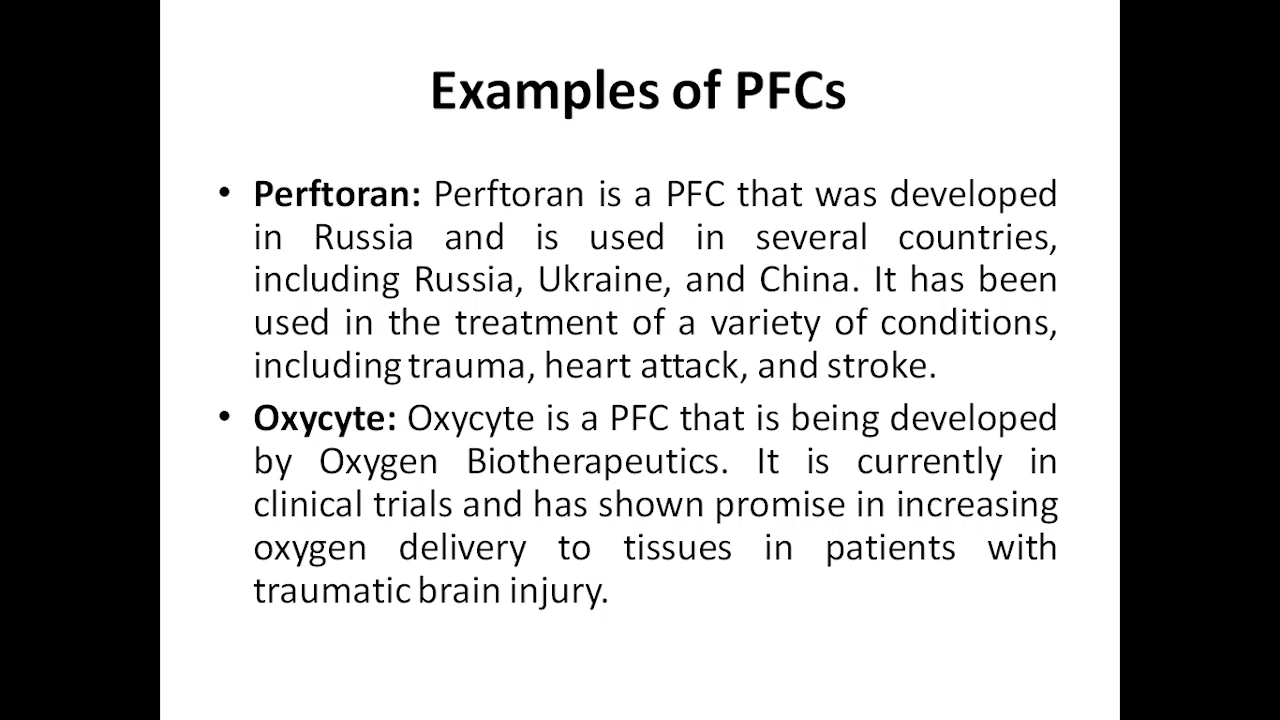 Examples of PFCs
• Perftoran: Perftoran is a PFC that was developed
in Russia and is used in several countries,
including Russia, Ukraine, and China. It has been
used in the treatment of a variety of conditions,
including trauma, heart attack, and stroke.
• Oxycyte: Oxycyte is a PFC that is being developed
by Oxygen Biotherapeutics. It is currently in
clinical trials and has shown promise in increasing
oxygen delivery to tissues in patients with
traumatic brain injury.